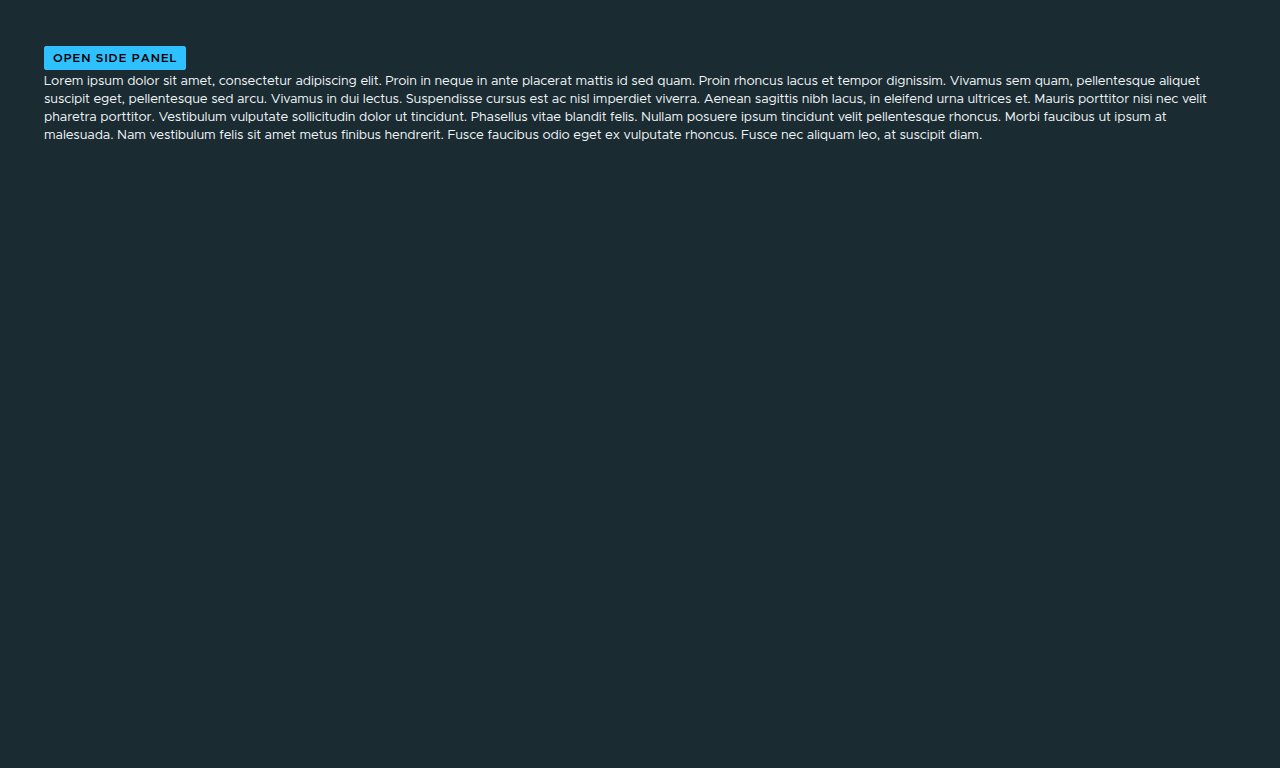 OPEN SIDE PANEL
Lorem ipsum dolor sit amet, consectetur adipiscing elit. Proin in neque in ante placerat mattis id sed quam. Proin rhoncus lacus et tempor dignissim. Vivamus sem quam, pellentesque aliquet
suscipit eget, pellentesque sed arcu. Vivamus in dui lectus. Suspendisse cursus est ac nisl imperdiet viverra. Aenean sagittis nibh lacus, in eleifend urna ultrices et. Mauris porttitor nisi nec velit
pharetra porttitor. Vestibulum vulputate sollicitudin dolor ut tincidunt. Phasellus vitae blandit felis. Nullam posuere ipsum tincidunt velit pellentesque rhoncus. Morbi faucibus ut ipsum at
malesuada. Nam vestibulum felis sit amet metus finibus hendrerit. Fusce faucibus odio eget ex vulputate rhoncus. Fusce nec aliquam leo, at suscipit diam.